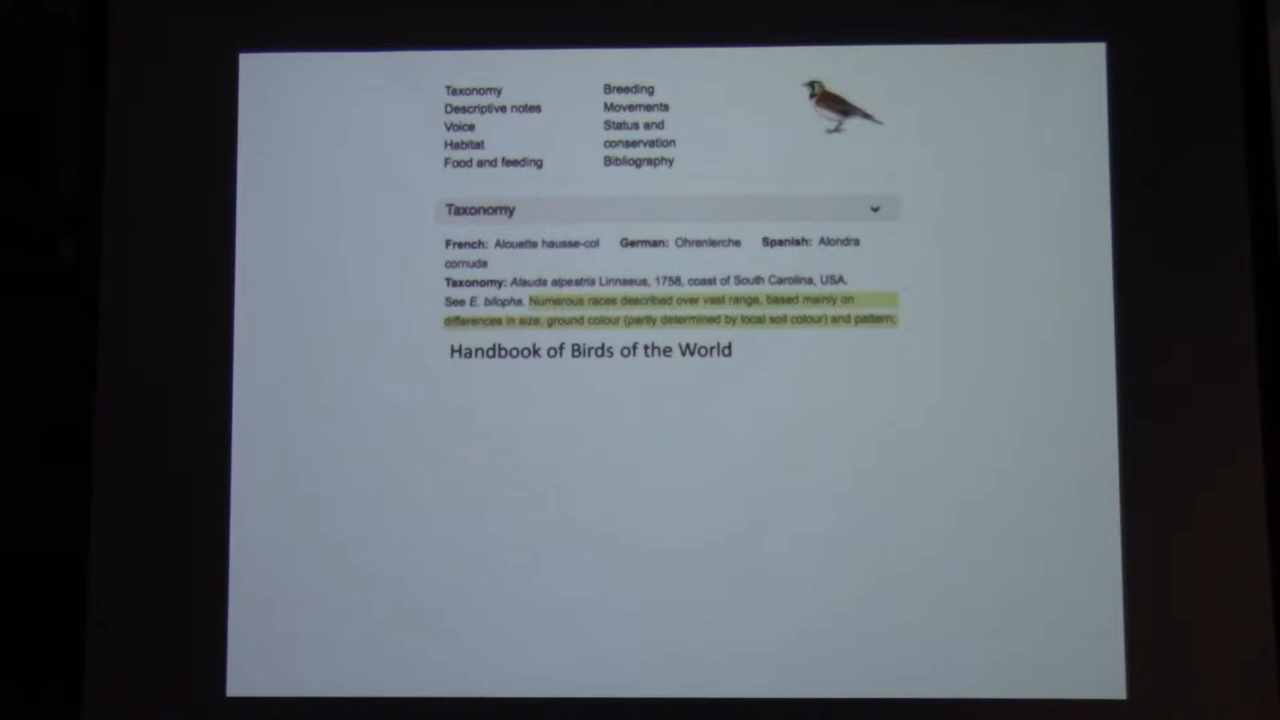 Taxonomy
Descriptive notes
Voice
Habitat
Food and feeding
Breeding
Movements
Status and
conservation
Bibliography
Taxonomy
French: Alouette hausse-col German: Ohrenlerche Spanish: Alondra
cornuda
Taxonomy: Alauda alpestris Linnaeus, 1758, coast of South Carolina, USA.
See E. bilopha. Numerous races described over vast range, based mainly on
differences in size, ground colour (partly determined by local soil colour) and pattern;
Handbook of Birds of the World